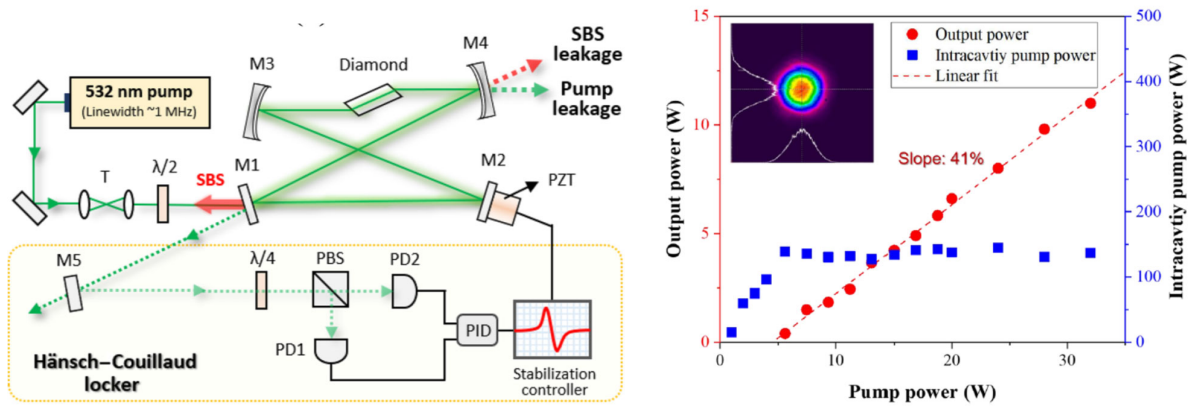 532 nm pump
(Linewidth ~1 MHz)
T
λ/2
SBS
M1
M3
Diamond
M4
SBS
leakage
Pump
leakage
M2
PZT
M5
λ/4
PBS
PD2
PD1
PID
Hänsch–Couillaud
locker
Stabilization
controller
Output power (W)
15
10
5
0
Output power
Intracavtiy pump power
Linear fit
Slope: 41%
0
10
20
30
Pump power (W)
500
400
300
200
100
0
Intracavtiy pump power (W)